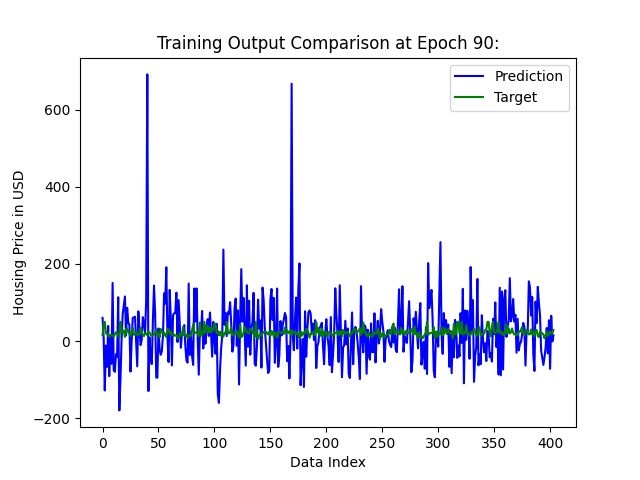 Training Output Comparison at Epoch 90:
Prediction
Target
Housing Price in USD
600
400
200
0
−200
0 50 100 150 200 250 300 350 400
Data Index